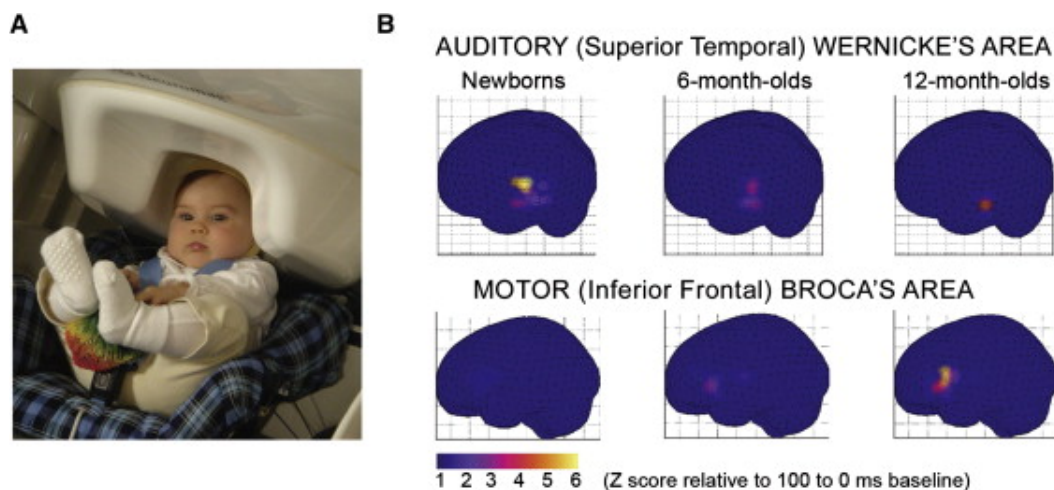 A
B
AUDITORY (Superior Temporal) WERNICKE'S AREA
Newborns 6-month-olds 12-month-olds
MOTOR (Inferior Frontal) BROCA'S AREA
1 2 3 4 5 6 (Z score relative to 100 to 0 ms baseline)